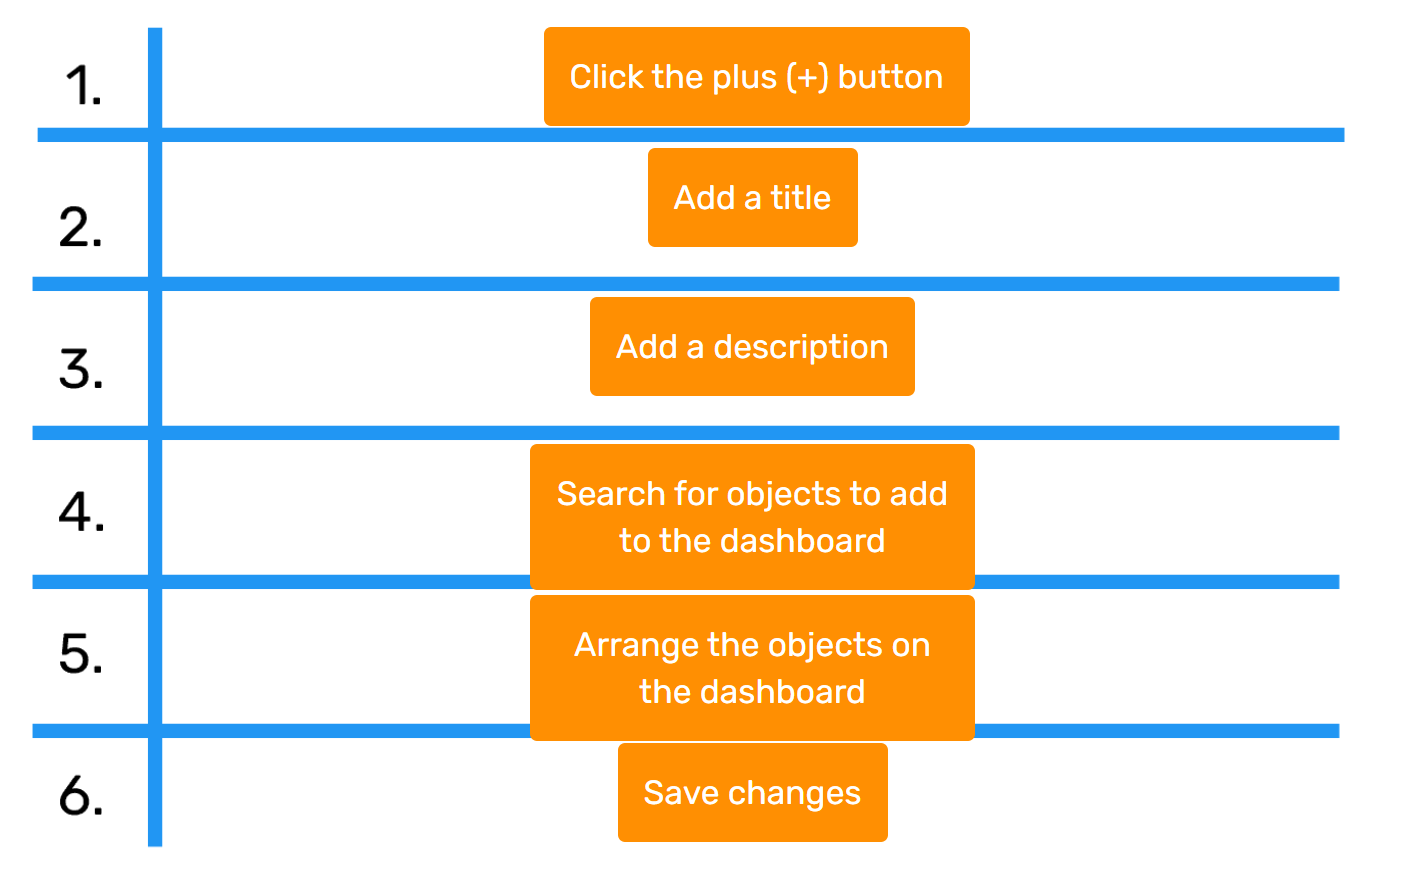 1.
Click the plus (+) button
2.
Add a title
3.
Add a description
4.
Search for objects to add
to the dashboard
5.
Arrange the objects on
the dashboard
6.
Save changes